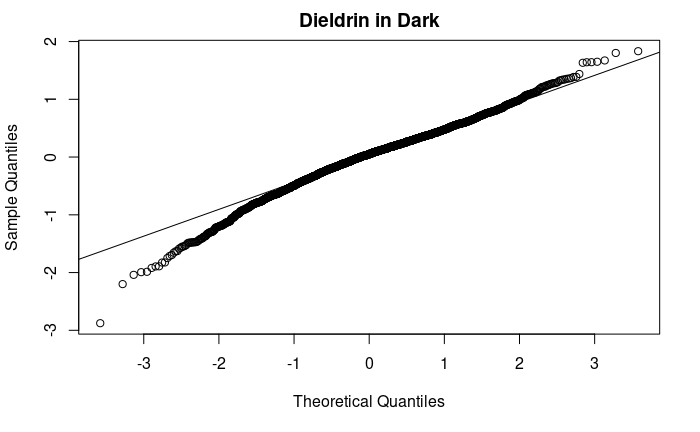 Dieldrin in Dark
2
1
0
-1
-2
-3
Sample Quantiles
-3 -2 -1 0 1 2 3
Theoretical Quantiles